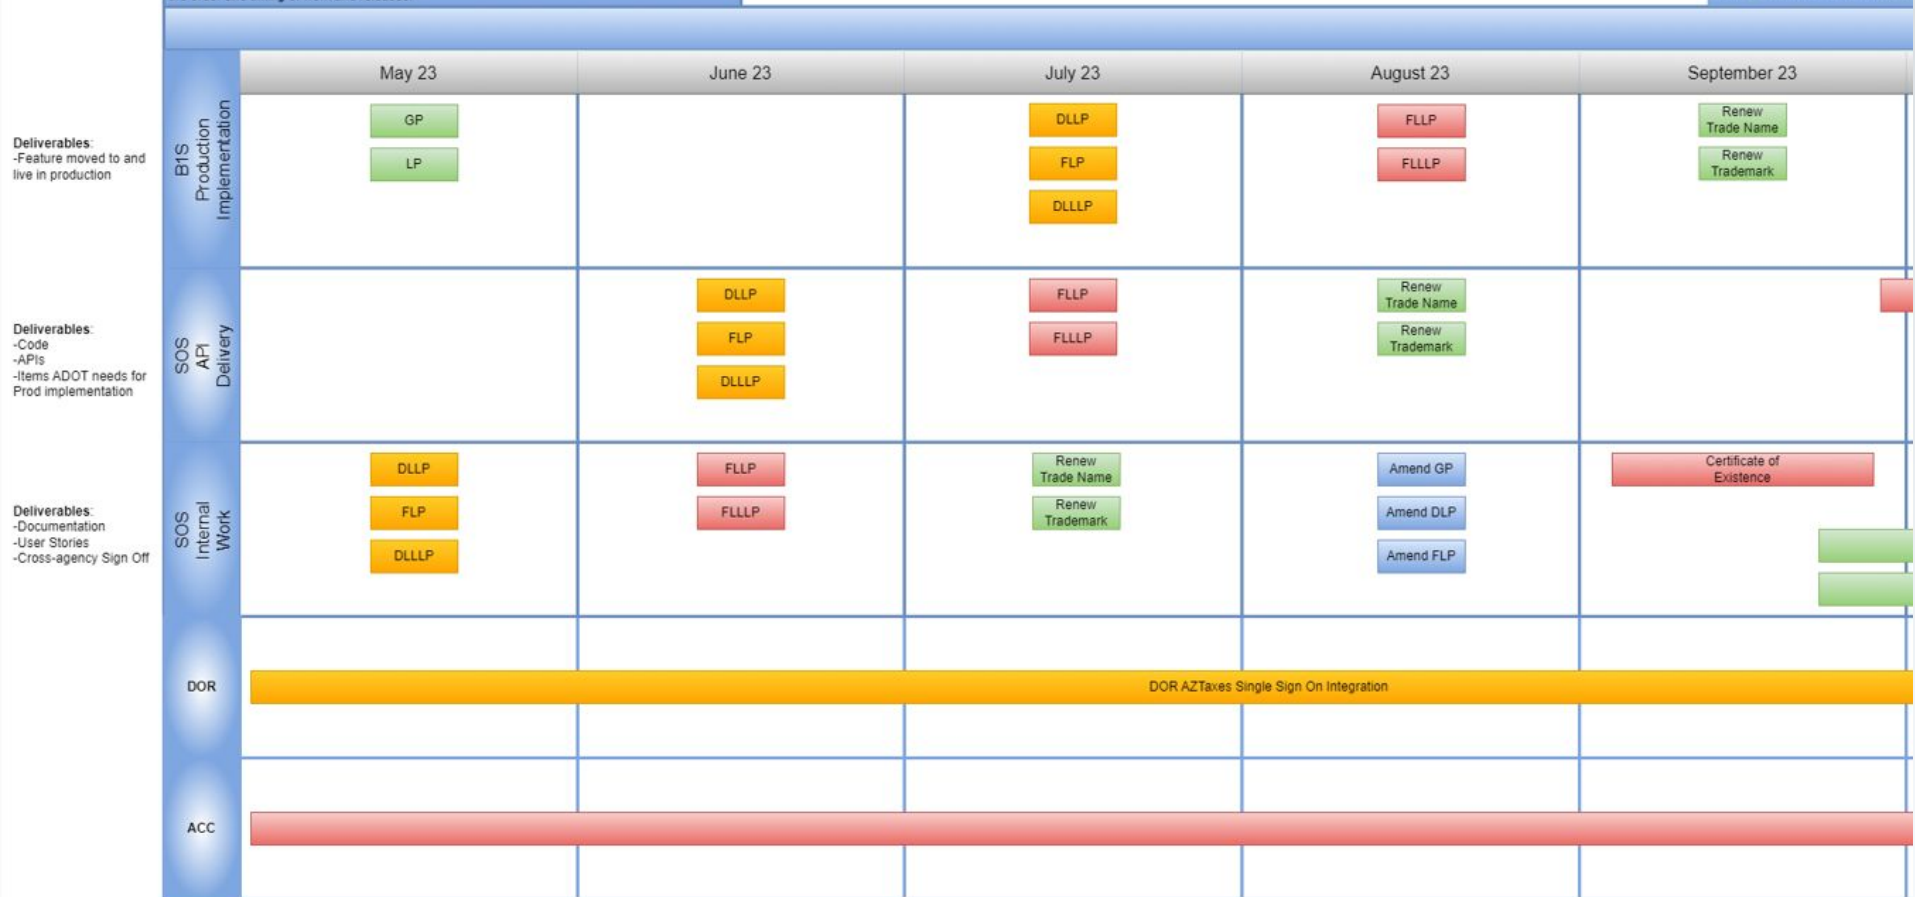 May 23
June 23
July 23
August 23
September 23
Deliverables:
-Feature moved to and
live in production
B1S
Production
Implementation
GP
LP
DLLP
FLP
DLLLP
FLLP
FLLLP
Renew
Trade Name
Renew
Trademark
Deliverables:
-Code
-APIs
-Items ADOT needs for
Prod implementation
SOS
API
Delivery
DLLP
FLP
DLLLP
FLLP
FLLLP
Renew
Trade Name
Renew
Trademark
Deliverables:
-Documentation
-User Stories
-Cross-agency Sign Off
SOS
Internal
Work
DLLP
FLP
DLLLP
FLLP
FLLLP
Renew
Trade Name
Renew
Trademark
Amend GP
Amend DLP
Amend FLP
Certificate of
Existence
DOR
DOR AZTaxes Single Sign On Integration
ACC